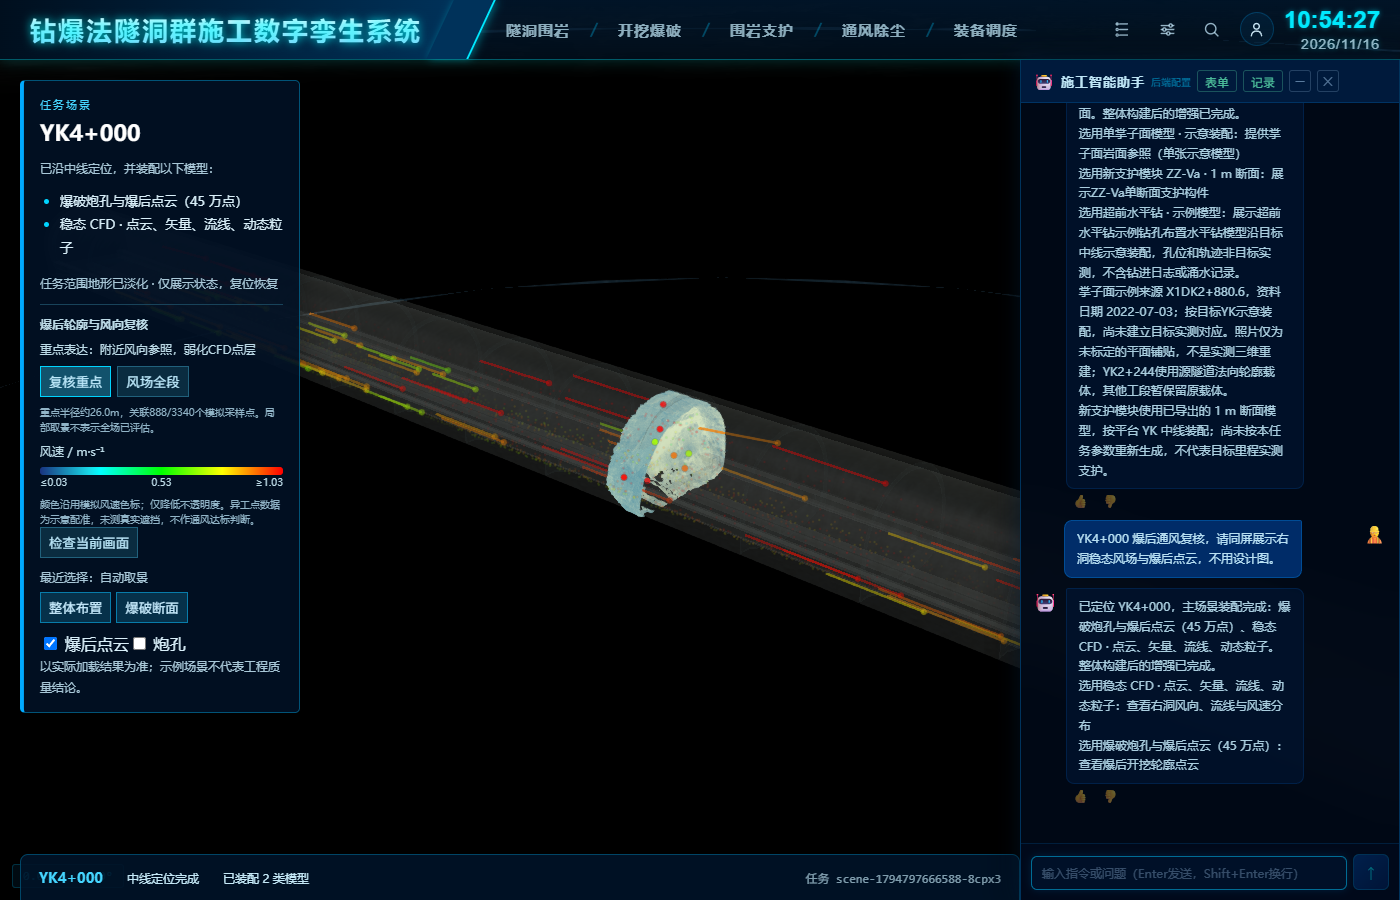 钻爆法隧洞群施工数字孪生系统
隧洞围岩 / 开挖爆破 / 围岩支护 / 通风除尘 / 装备调度
10:54:27
2026/11/16
任务场景
YK4+000
已沿中线定位，并装配以下模型：
爆破炮孔与爆后点云（45 万点）
稳态 CFD · 点云、矢量、流线、动态粒
子
任务范围地形已淡化 · 仅展示状态，复位恢复
爆后轮廓与风向复核
重点表达：附近风向参照，弱化CFD点层
复核重点 风场全段
重点半径约26.0m，关联888/3340个模拟采样点。局
部取景不表示全场已评估。
风速 / m·s⁻¹
≤0.03 0.53 ≥1.03
颜色沿用模拟风速色标；仅降低不透明度。异工点数据
为示意配准，未测真实遮挡，不作通风达标判断。
检查当前画面
最近选择：自动取景
整体布置 爆破断面
爆后点云 炮孔
以实际加载结果为准；示例场景不代表工程质
量结论。
施工智能助手 后端配置 表单 记录
面。整体构建后的增强已完成。
选用单掌子面模型 · 示意装配：提供掌
子面岩面参照（单张示意模型）
选用新支护模块 ZZ-Va · 1 m 断面：展
示ZZ-Va单断面支护构件
选用超前水平钻 · 示例模型：展示超前
水平钻示例钻孔布置水平钻模型沿目标
中线示意装配，孔位和轨迹非目标实
测，不含钻进日志或涌水记录。
掌子面示例来源 X1DK2+880.6，资料
日期 2022-07-03；按目标YK示意装
配，尚未建立目标实测对应。照片仅为
未标定的平面铺贴，不是实测三维重
建；YK2+244使用源隧道法向轮廓载
体，其他工段暂保留原载体。
新支护模块使用已导出的 1 m 断面模
型，按平台 YK 中线装配；尚未按本任
务参数重新生成，不代表目标里程实测
支护。
YK4+000 爆后通风复核，请同屏展示右
洞稳态风场与爆后点云，不用设计图。
已定位 YK4+000，主场景装配完成：爆
破炮孔与爆后点云（45 万点）、稳态
CFD · 点云、矢量、流线、动态粒子。
整体构建后的增强已完成。
选用稳态 CFD · 点云、矢量、流线、动
态粒子：查看右洞风向、流线与风速分
布
选用爆破炮孔与爆后点云（45 万点）：
查看爆后开挖轮廓点云
输入指令或问题（Enter发送，Shift+Enter换行）
↑
YK4+000 中线定位完成 已装配 2 类模型
任务 scene-1794797666588-8cpx3